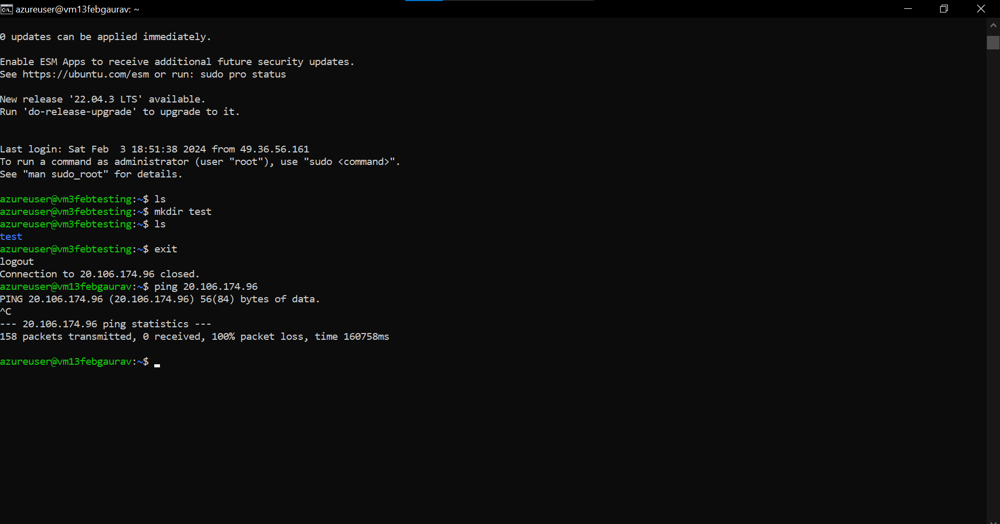 azureuser@vm13febgaurav: ~
0 updates can be applied immediately.
Enable ESM Apps to receive additional future security updates.
See https://ubuntu.com/esm or run: sudo pro status
New release '22.04.3 LTS' available.
Run 'do-release-upgrade' to upgrade to it.
Last login: Sat Feb  3 18:51:38 2024 from 49.36.56.161
To run a command as administrator (user "root"), use "sudo <command>".
See "man sudo_root" for details.
azureuser@vm3febtesting:~$ ls
azureuser@vm3febtesting:~$ mkdir test
azureuser@vm3febtesting:~$ ls
test
azureuser@vm3febtesting:~$ exit
logout
Connection to 20.106.174.96 closed.
azureuser@vm13febgaurav:~$ ping 20.106.174.96
PING 20.106.174.96 (20.106.174.96) 56(84) bytes of data.
^C
--- 20.106.174.96 ping statistics ---
158 packets transmitted, 0 received, 100% packet loss, time 160758ms
azureuser@vm13febgaurav:~$